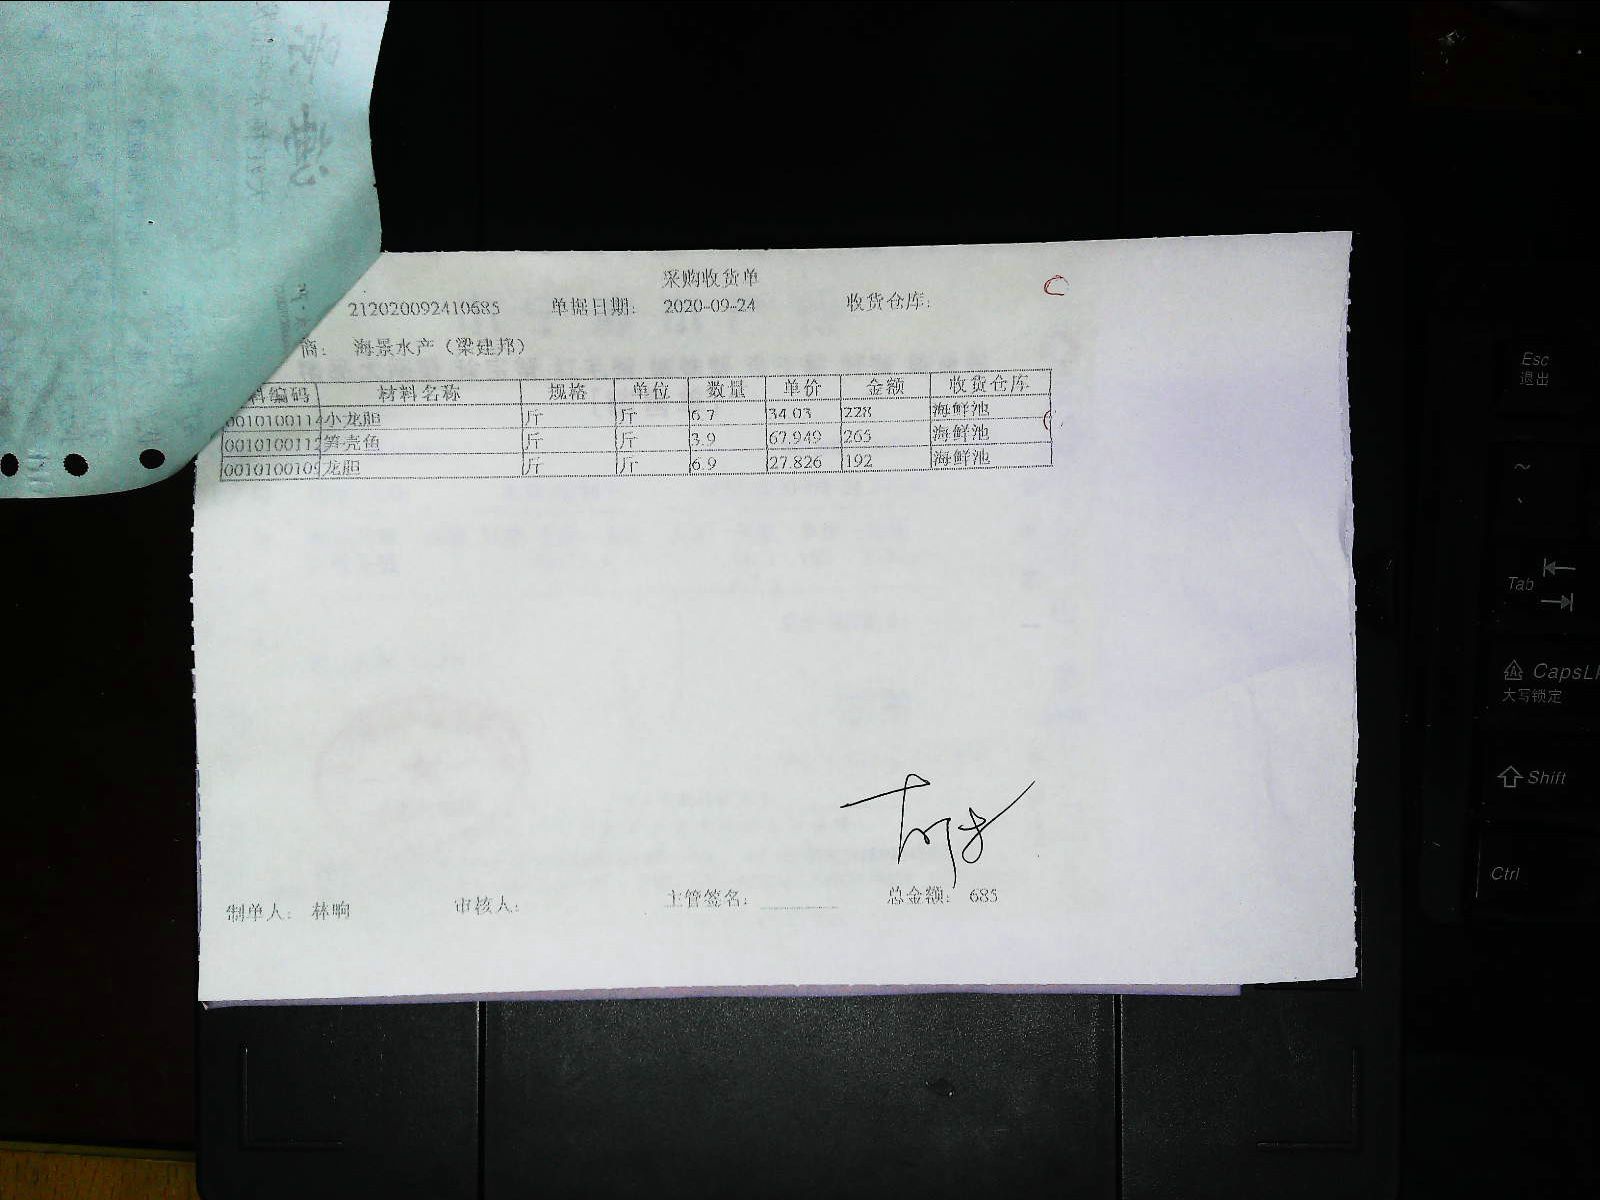 采购收货单
212020092410685 单据日期: 2020-09-24 收货仓库:
商: 海景水产（梁建邦）
料编码 材料名称 规格 单位 数量 单价 金额 收货仓库
0010100114 小龙胆 斤 斤 6.7 34.03 228 海鲜池
0010100112 笋壳鱼 斤 斤 3.9 67.949 265 海鲜池
0010100109 龙胆 斤 斤 6.9 27.826 192 海鲜池
制单人: 林晌 审核人: 主管签名: 总金额: 685
Esc
退出
~
Tab
CapsL
大写锁定
Shift
Ctrl